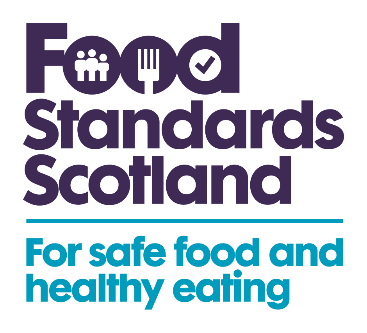 Food
Standards
Scotland
For safe food and
healthy eating